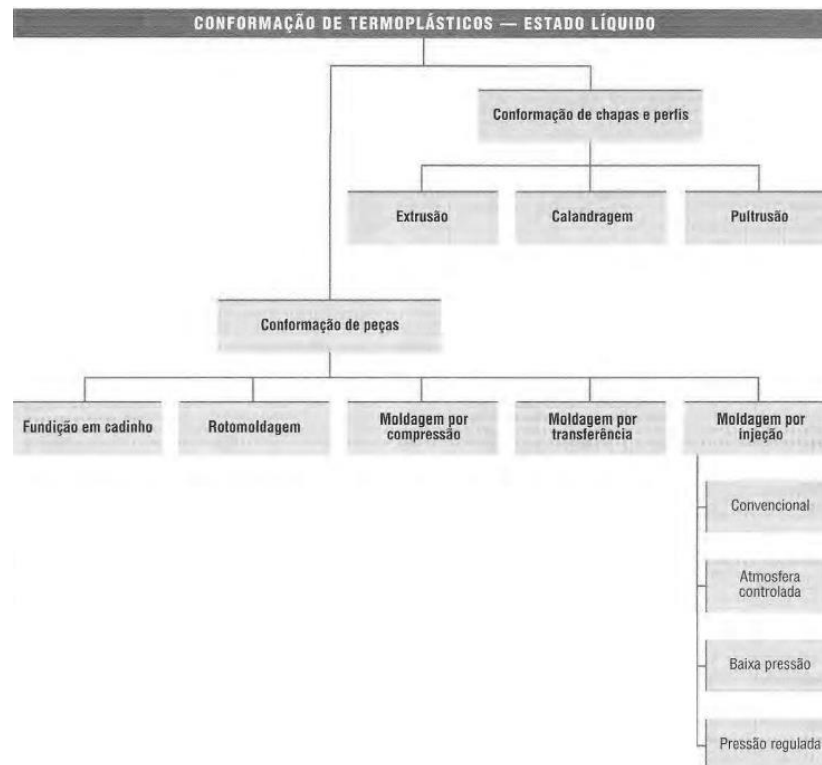 CONFORMAÇÃO DE TERMOPLÁSTICOS — ESTADO LÍQUIDO
Conformação de chapas e perfis
Extrusão
Calandragem
Pultrusão
Conformação de peças
Fundição em cadinho
Rotomoldagem
Moldagem por
compressão
Moldagem por
transferência
Moldagem por
injeção
Convencional
Atmosfera
controlada
Baixa pressão
Pressão regulada